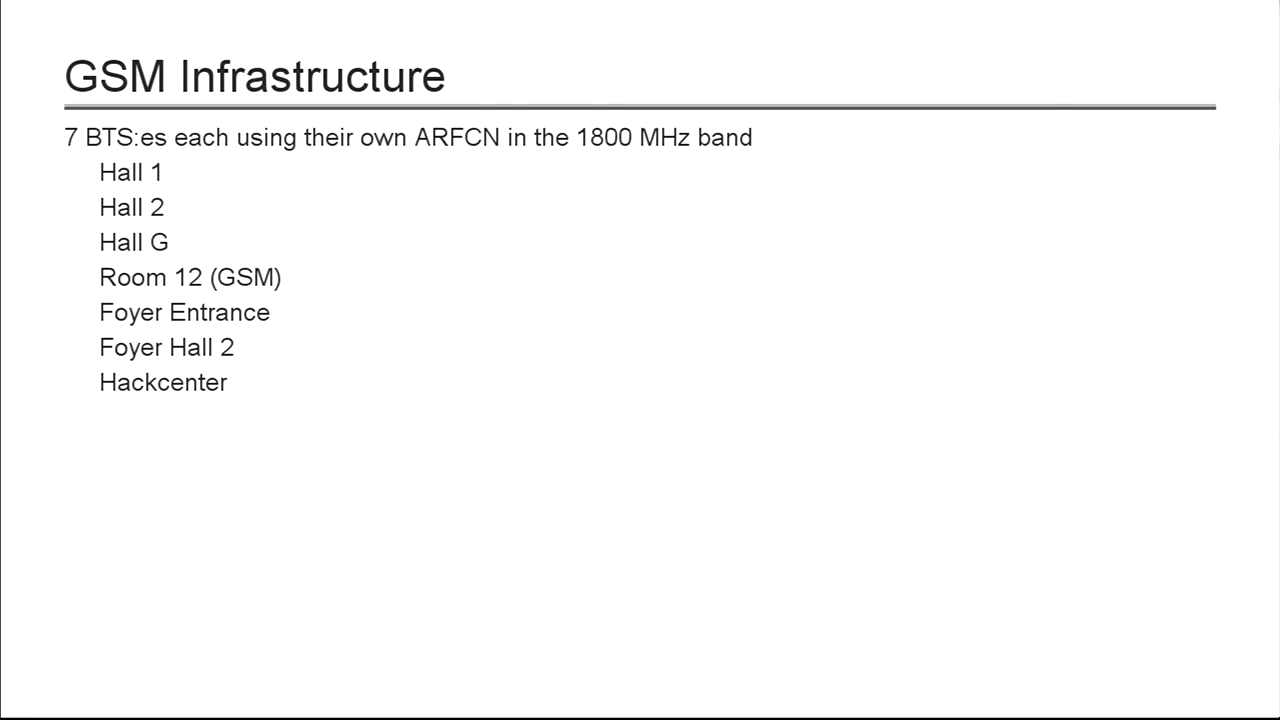 GSM Infrastructure
7 BTS:es each using their own ARFCN in the 1800 MHz band
Hall 1
Hall 2
Hall G
Room 12 (GSM)
Foyer Entrance
Foyer Hall 2
Hackcenter